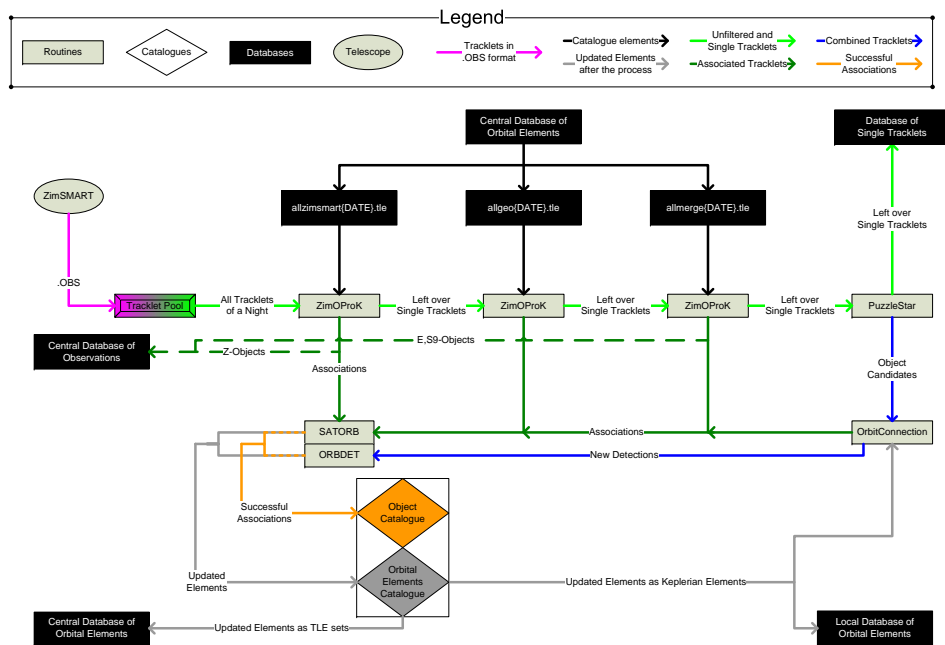 Legend
Routines
Catalogues
Databases
Telescope
Tracklets in
.OBS format
Catalogue elements
Updated Elements
after the process
Unfiltered and
Single Tracklets
Associated Tracklets
Combined Tracklets
Successful
Associations
Central Database of
Orbital Elements
Database of
Single Tracklets
ZimSMART
allzimsmart{DATE}.tle
allgeo{DATE}.tle
allmerge{DATE}.tle
Left over
Single Tracklets
.OBS
Tracklet Pool
All Tracklets
of a Night
ZimOProK
Left over
Single Tracklets
ZimOProK
Left over
Single Tracklets
ZimOProK
Left over
Single Tracklets
PuzzleStar
Central Database of
Observations
E,S9-Objects
Z-Objects
Associations
Object
Candidates
SATORB
ORBDET
Associations
New Detections
OrbitConnection
Successful
Associations
Object
Catalogue
Updated
Elements
Orbital
Elements
Catalogue
Updated Elements as Keplerian Elements
Central Database of
Orbital Elements
Updated Elements as TLE sets
Local Database of
Orbital Elements